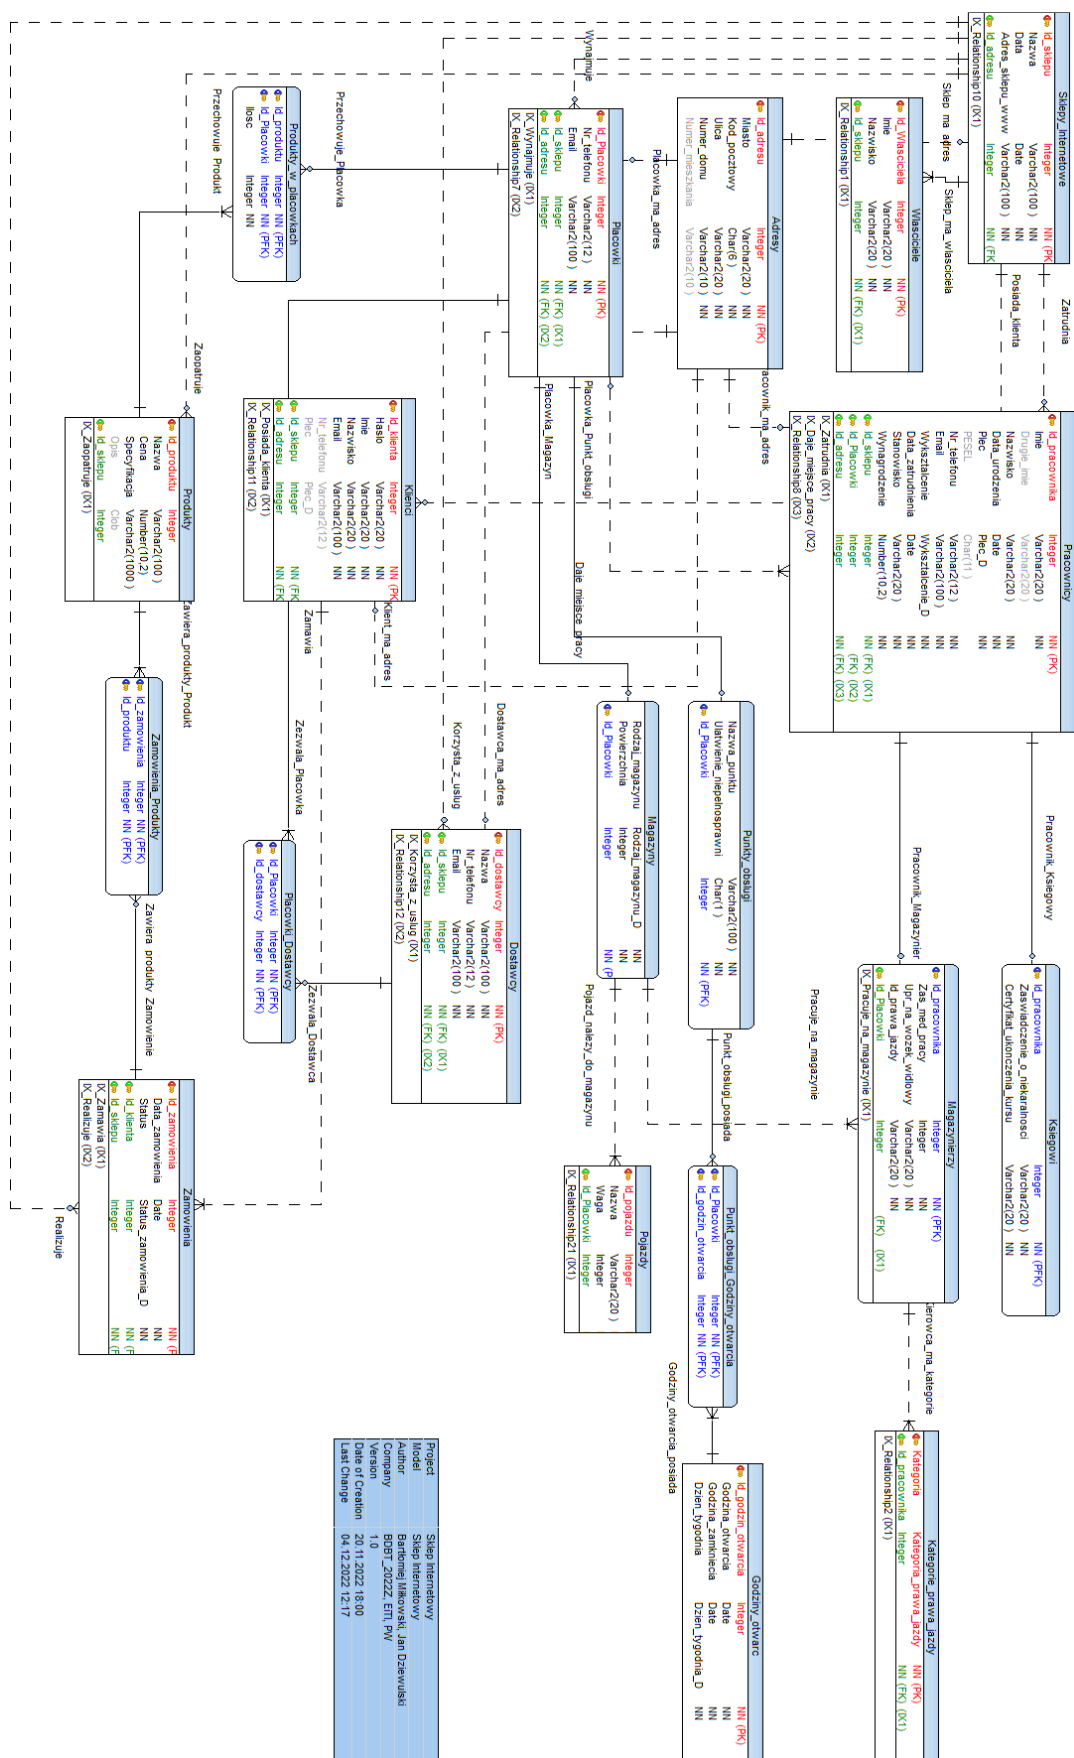 Sklepy_Internetowe
Id_sklepu Integer NN (PK
Nazwa Varchar2(100 ) NN
Data Date NN
Adres_sklepu_www Varchar2(100 ) NN
Id_adresu Integer NN (FK
IX_Relationship10 (IX1)
Zatrudnia
Posiada_klienta
Sklep_ma_wlasciciela
Sklep_ma_adres
Wlasciciele
Id_Wlasciciela Integer NN (PK)
Imie Varchar2(20 ) NN
Nazwisko Varchar2(20 ) NN
Id_sklepu Integer NN (FK) (IX1)
IX_Relationship1 (IX1)
Adresy
Id_adresu Integer NN (PK)
Miasto Varchar2(20 ) NN
Kod_pocztowy Char(6 ) NN
Ulica Varchar2(20 ) NN
Numer_domu Varchar2(10 ) NN
Numer_mieszkania Varchar2(10 )
Placowka_ma_adres
Wynajmuje
Placowki
Id_Placowki Integer NN (PK)
Nr_telefonu Varchar2(12 ) NN
Email Varchar2(100 ) NN
Id_sklepu Integer NN (FK) (IX1)
Id_adresu Integer NN (FK) (IX2)
IX_Wynajmuje (IX1)
IX_Relationship7 (IX2)
Przechowuje_Placowka
Produkty_w_placowkach
Id_produktu Integer NN (PFK)
Id_Placowki Integer NN (PFK)
Ilosc Integer NN
Przechowuje_Produkt
Pracownicy
Id_pracownika Integer NN (PK)
Imie Varchar2(20 ) NN
Drugie_imie Varchar2(20 )
Nazwisko Varchar2(20 ) NN
Data_urodzenia Date NN
Plec Plec_D NN
PESEL Char(11 )
Nr_telefonu Varchar2(12 ) NN
Email Varchar2(100 ) NN
Wyksztalcenie Wyksztalcenie_D NN
Data_zatrudnienia Date NN
Stanowisko Varchar2(20 ) NN
Wynagrodzenie Number(10,2) NN
Id_sklepu Integer NN (FK) (IX1)
Id_Placowki Integer NN (FK) (IX2)
Id_adresu Integer NN (FK) (IX3)
IX_Zatrudnia (IX1)
IX_Daje_miejsce_pracy (IX2)
IX_Relationship8 (IX3)
acownik_ma_adres
Placowka_Punkt_obslugi
Placowka_Magazyn
Daje_miejsce_pracy
Klienci
Id_klienta Integer NN (PK
Haslo Varchar2(20 ) NN
Imie Varchar2(20 ) NN
Nazwisko Varchar2(20 ) NN
Email Varchar2(100 ) NN
Nr_telefonu Varchar2(12 )
Plec Plec_D
Id_sklepu Integer NN (FK
Id_adresu Integer NN (FK
IX_Posiada_klienta (IX1)
IX_Relationship11 (IX2)
Klient_ma_adres
Zamawia
Zaopatruje
Produkty
Id_produktu Integer
Nazwa Varchar2(100 )
Cena Number(10,2)
Specyfikacja Varchar2(1000 )
Opis Clob
Id_sklepu Integer
IX_Zaopatruje (IX1)
Zawiera_produkty_Produkt
Zamowienia_Produkty
Id_zamowienia Integer NN (PFK)
Id_produktu Integer NN (PFK)
Zawiera_produkty_Zamowienie
Pracownik_Ksiegowy
Pracownik_Magazynier
Punkty_obslugi
Nazwa_punktu Varchar2(100 ) NN
Ulatwienie_niepelnosprawni Char(1 ) NN
Id_Placowki Integer NN (PFK)
Magazyny
Rodzaj_magazynu Rodzaj_magazynu_D NN
Powierzchnia Integer NN
Id_Placowki Integer NN (PF
Dostawca_ma_adres
Korzysta_z_uslug
Zezwala_Placowka
Dostawcy
Id_dostawcy Integer NN (PK)
Nazwa Varchar2(100 ) NN
Nr_telefonu Varchar2(12 ) NN
Email Varchar2(100 ) NN
Id_sklepu Integer NN (FK) (IX1)
Id_adresu Integer NN (FK) (IX2)
IX_Korzysta_z_uslug (IX1)
IX_Relationship12 (IX2)
Placowki_Dostawcy
Id_Placowki Integer NN (PFK)
Id_dostawcy Integer NN (PFK)
Zezwala_Dostawca
Ksiegowi
Id_pracownika Integer NN (PFK)
Zaswiadczenie_o_niekaralnosci Varchar2(20 ) NN
Certyfikat_ukonczenia_kursu Varchar2(20 ) NN
Magazynierzy
Id_pracownika Integer NN (PFK)
Zas_med_pracy Integer NN
Upr_na_wozek_widlowy Varchar2(20 ) NN
Id_prawa_jazdy Varchar2(20 ) NN
Id_Placowki Integer (FK) (IX1)
IX_Pracuje_na_magazynie (IX1)
Pracuje_na_magazynie
Punkt_obslugi_posiada
Pojazd_nalezy_do_magazynu
Zamowienia
Id_zamowienia Integer NN (F
Data_zamowienia Date NN
Status Status_zamowienia_D NN
Id_klienta Integer NN (F
Id_sklepu Integer NN (F
IX_Zamawia (IX1)
IX_Realizuje (IX2)
Realizuje
Punkt_obslugi_Godziny_otwarcia
Id_Placowki Integer NN (PFK)
Id_godzin_otwarcia Integer NN (PFK)
Pojazdy
Id_pojazdu Integer
Nazwa Varchar2(20 )
Waga Integer
Id_Placowki Integer
IX_Relationship21 (IX1)
Kierowca_ma_kategorie
Godziny_otwarcia_posiada
Kategorie_prawa_jazdy
Kategoria Kategoria_prawa_jazdy NN (PK)
Id_pracownika Integer NN (FK) (IX1)
IX_Relationship2 (IX1)
Godziny_otwarc
Id_godzin_otwarcia Integer NN (PK)
Godzina_otwarcia Date NN
Godzina_zamkniecia Date NN
Dzien_tygodnia Dzien_tygodnia_D NN
Project Sklep Internetowy
Model Sklep Internetowy
Author Bartłomiej Miłkowski, Jan Dziewulski
Company BDBT_2022Z, EITI, PW
Version 1.0
Date of Creation 20.11.2022 18:00
Last Change 04.12.2022 12:17